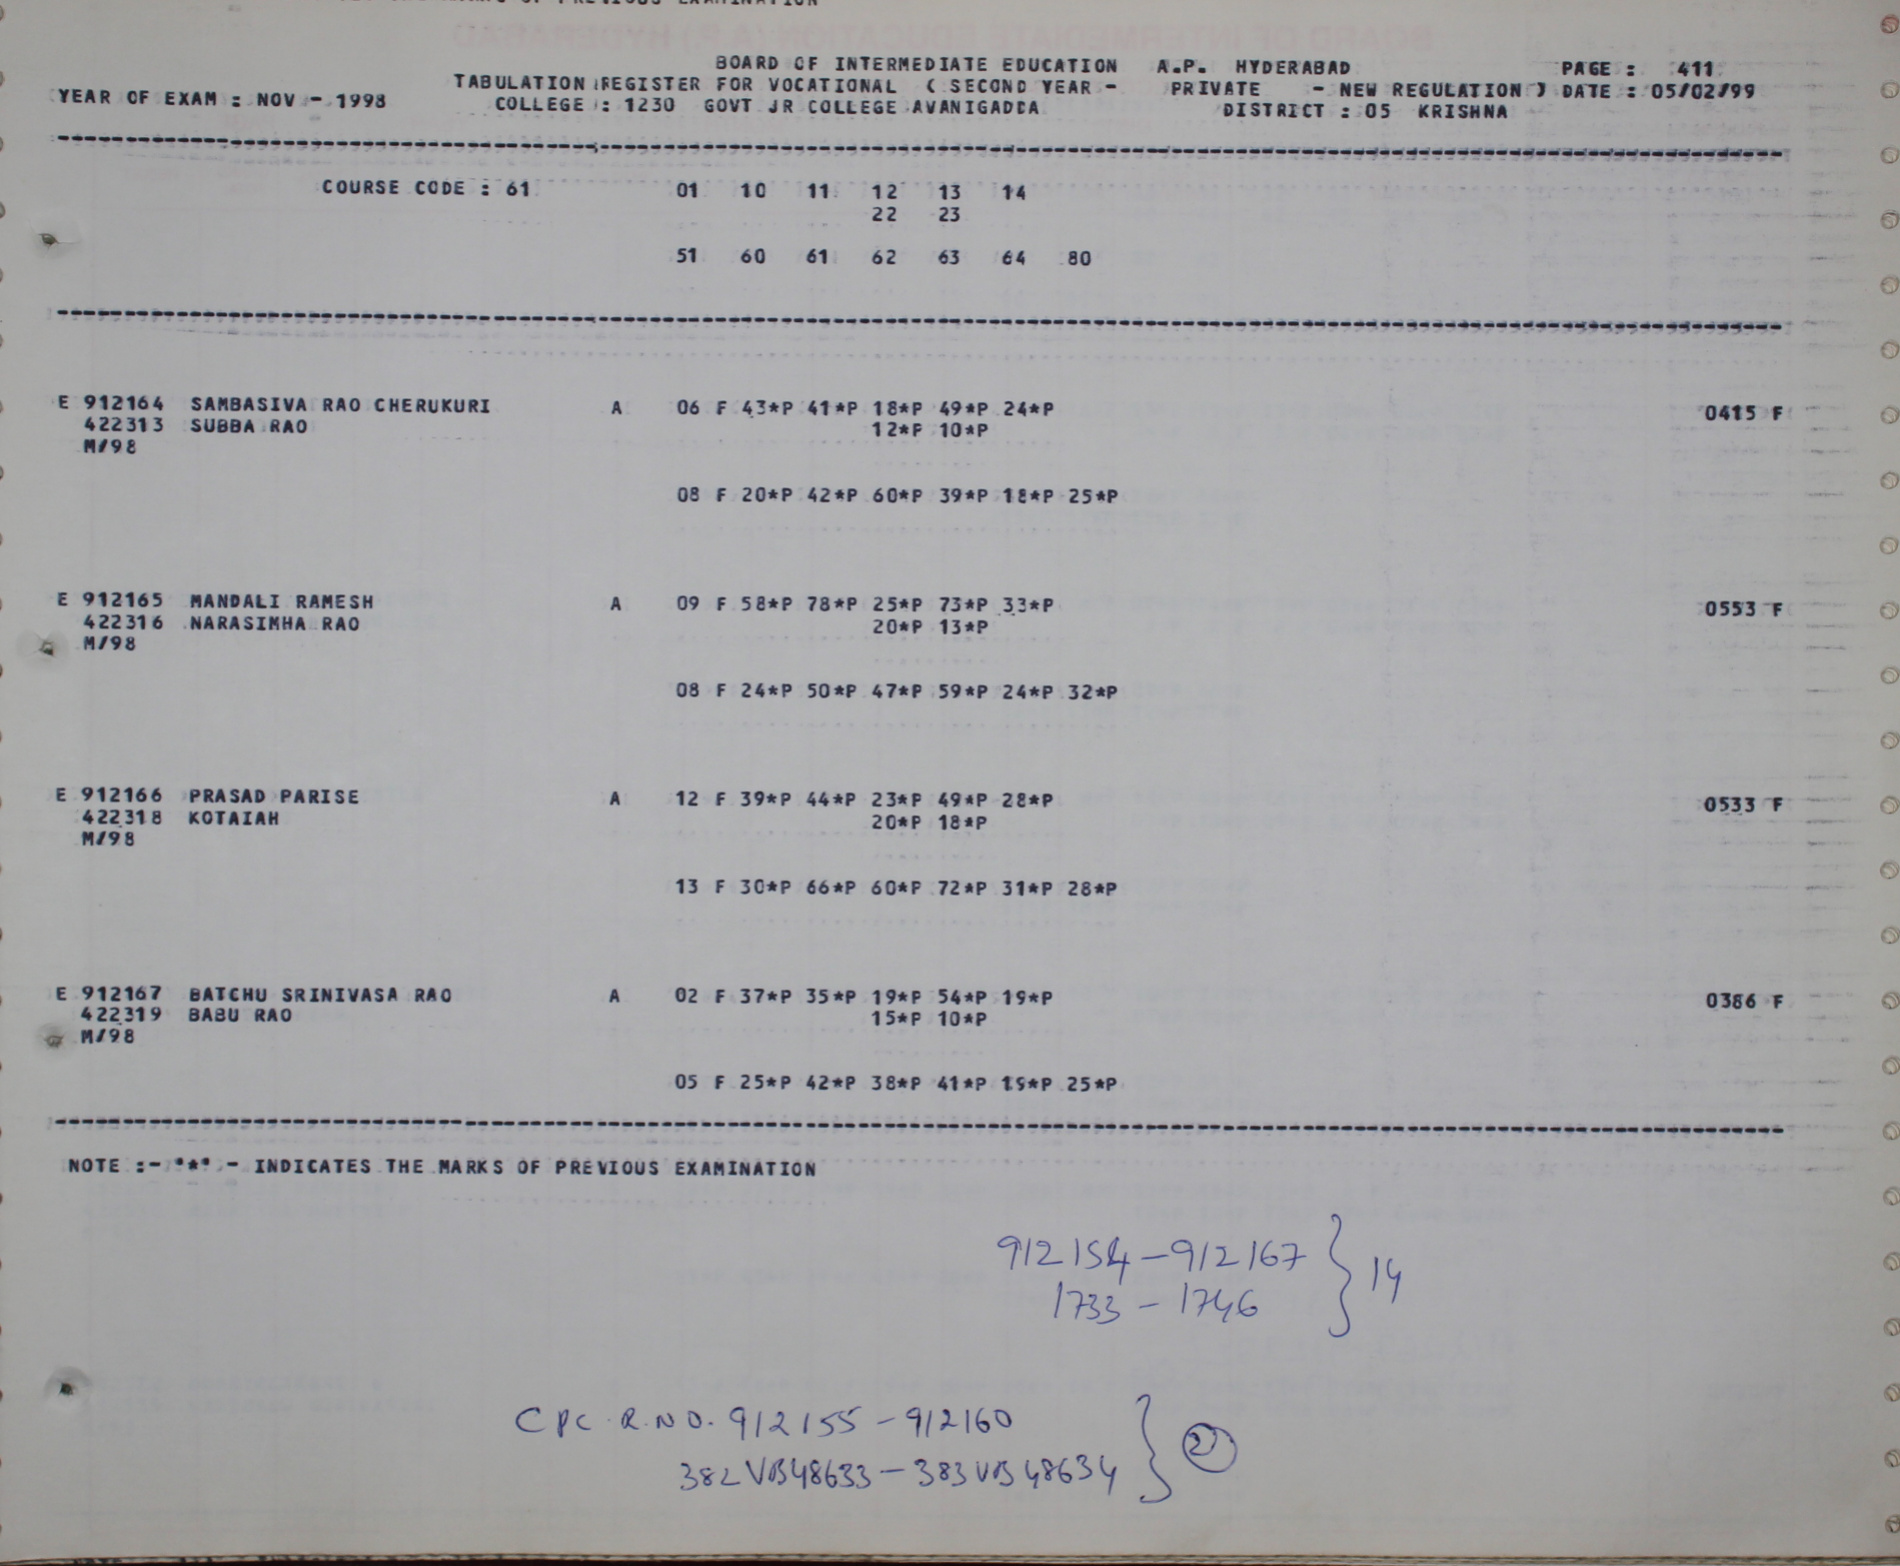 BOARD OF INTERMEDIATE EDUCATION A.P. HYDERABAD PAGE : 411
TABULATION REGISTER FOR VOCATIONAL ( SECOND YEAR - PRIVATE - NEW REGULATION ) DATE : 05/02/99
YEAR OF EXAM : NOV - 1998 COLLEGE : 1230 GOVT JR COLLEGE AVANIGADDA DISTRICT : 05 KRISHNA
COURSE CODE : 61 01 10 11 12 13 14
22 23
51 60 61 62 63 64 80
E 912164 SAMBASIVA RAO CHERUKURI A 06 F 43*P 41*P 18*P 49*P 24*P 0415 F
422313 SUBBA RAO 12*P 10*P
M/98
08 F 20*P 42*P 60*P 39*P 18*P 25*P
E 912165 MANDALI RAMESH A 09 F 58*P 78*P 25*P 73*P 33*P 0553 F
422316 NARASIMHA RAO 20*P 13*P
M/98
08 F 24*P 50*P 47*P 59*P 24*P 32*P
E 912166 PRASAD PARISE A 12 F 39*P 44*P 23*P 49*P 28*P 0533 F
422318 KOTAIAH 20*P 18*P
M/98
13 F 30*P 66*P 60*P 72*P 31*P 28*P
E 912167 BATCHU SRINIVASA RAO A 02 F 37*P 35*P 19*P 54*P 19*P 0386 F
422319 BABU RAO 15*P 10*P
M/98
05 F 25*P 42*P 38*P 41*P 19*P 25*P
NOTE :- "*" - INDICATES THE MARKS OF PREVIOUS EXAMINATION
912154 - 912167 } 14
1733 - 1746
CPC R.NO. 912155 - 912160
382VB48633 - 383VB48634 } 2